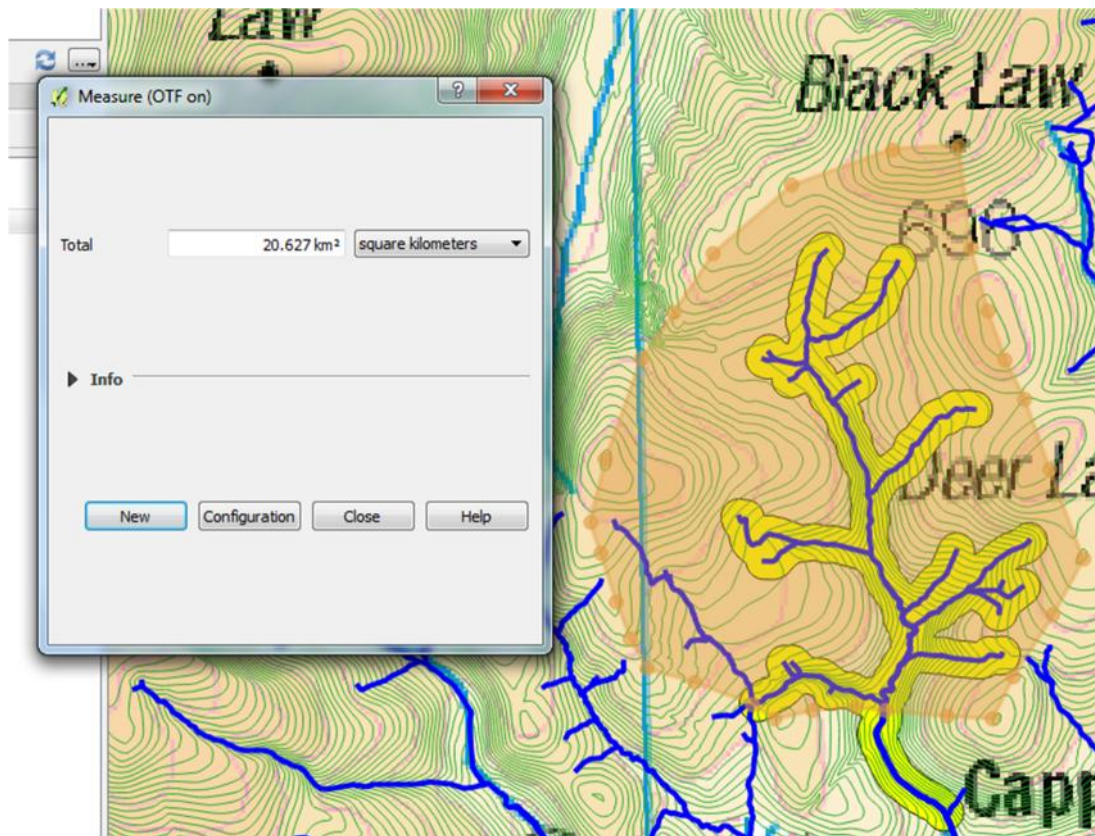 Law
Measure (OTF on)
Black Law
690
Total 20.627 km² square kilometers
Info
Deer La
New Configuration Close Help
Capp